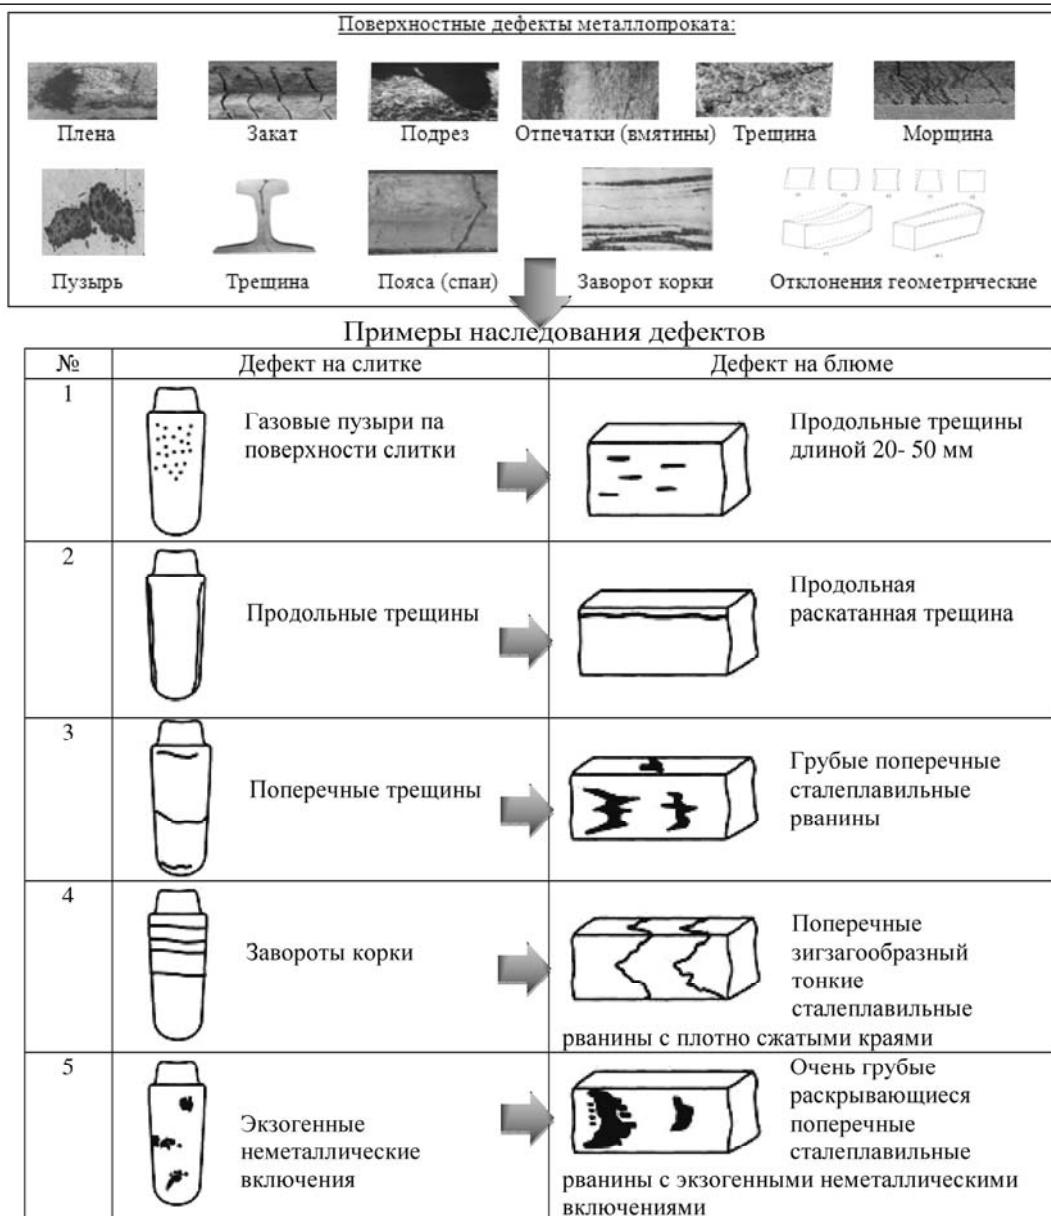 Поверхностные дефекты металлопроката:
Плена Закат Подрез Отпечатки (вмятины) Трещина Морщина
Пузырь Трещина Пояса (спаи) Заворот корки Отклонения геометрические
Примеры наследования дефектов
№ Дефект на слитке Дефект на блюме
1
Газовые пузыри па
поверхности слитки
Продольные трещины
длиной 20- 50 мм
2
Продольные трещины
Продольная
раскатанная трещина
3
Поперечные трещины
Грубые поперечные
сталеплавильные
рванины
4
Завороты корки
Поперечные
зигзагообразный
тонкие
сталеплавильные
рванины с плотно сжатыми краями
5
Экзогенные
неметаллические
включения
Очень грубые
раскрывающиеся
поперечные
сталеплавильные
рванины с экзогенными неметаллическими
включениями